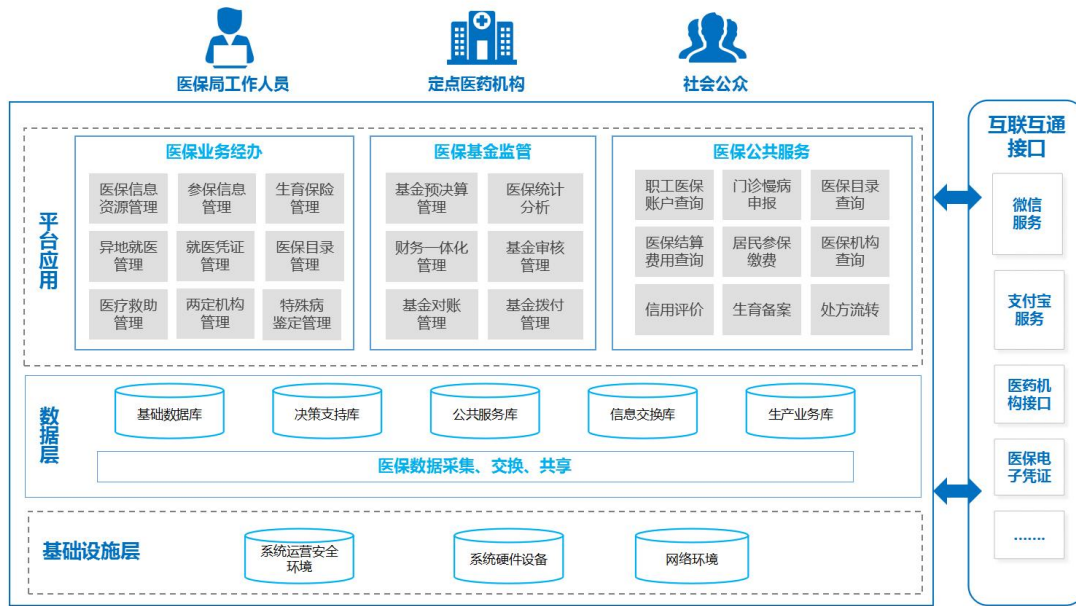 医保局工作人员
定点医药机构
社会公众
平台应用
医保业务经办
医保信息
资源管理
参保信息
管理
生育保险
管理
异地就医
管理
就医凭证
管理
医保目录
管理
医疗救助
管理
两定机构
管理
特殊病
鉴定管理
医保基金监管
基金预决算
管理
医保统计
分析
财务一体化
管理
基金审核
管理
基金对账
管理
基金拨付
管理
医保公共服务
职工医保
账户查询
门诊慢病
申报
医保目录
查询
医保结算
费用查询
居民参保
缴费
医保机构
查询
信用评价
生育备案
处方流转
数据层
基础数据库
决策支持库
公共服务库
信息交换库
生产业务库
医保数据采集、交换、共享
基础设施层
系统运营安全
环境
系统硬件设备
网络环境
互联互通
接口
微信
服务
支付宝
服务
医药机
构接口
医保电
子凭证
.......